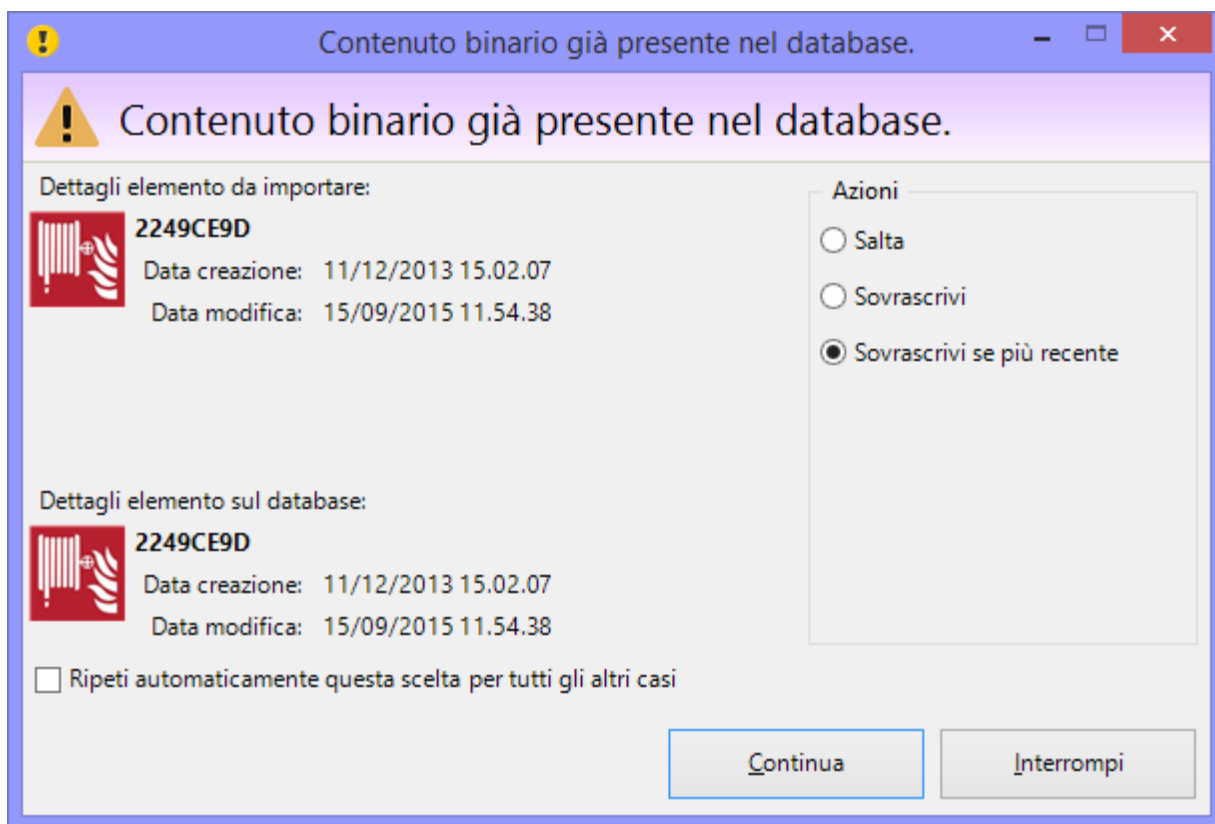 Contenuto binario già presente nel database.
Contenuto binario già presente nel database.
Dettagli elemento da importare:
2249CE9D
Data creazione: 11/12/2013 15.02.07
Data modifica: 15/09/2015 11.54.38
Azioni
Salta
Sovrascrivi
Sovrascrivi se più recente
Dettagli elemento sul database:
2249CE9D
Data creazione: 11/12/2013 15.02.07
Data modifica: 15/09/2015 11.54.38
Ripeti automaticamente questa scelta per tutti gli altri casi
Continua
Interrompi